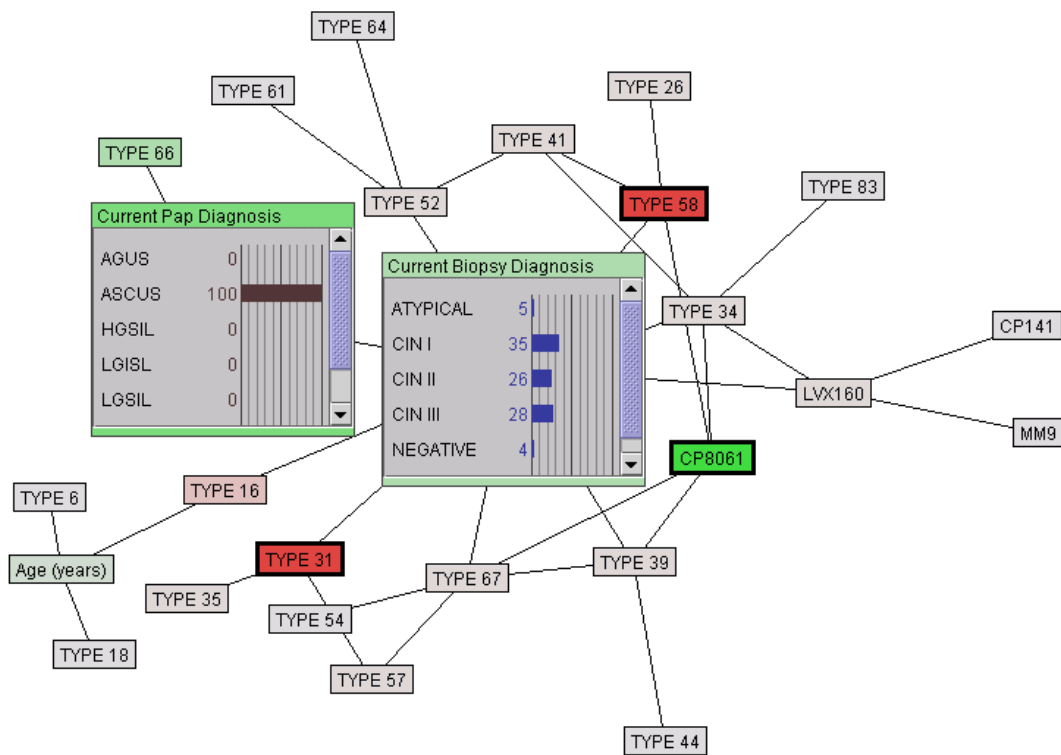 TYPE 64
TYPE 61
TYPE 26
TYPE 41
TYPE 66
TYPE 52
TYPE 58
TYPE 83
Current Pap Diagnosis
AGUS 0
ASCUS 100
HGSIL 0
LGISL 0
LGSIL 0
Current Biopsy Diagnosis
ATYPICAL 5
CIN I 35
CIN II 26
CIN III 28
NEGATIVE 4
TYPE 34
CP141
LVX160
MM9
CP8061
TYPE 6
TYPE 16
Age (years)
TYPE 31
TYPE 39
TYPE 67
TYPE 35
TYPE 54
TYPE 18
TYPE 57
TYPE 44